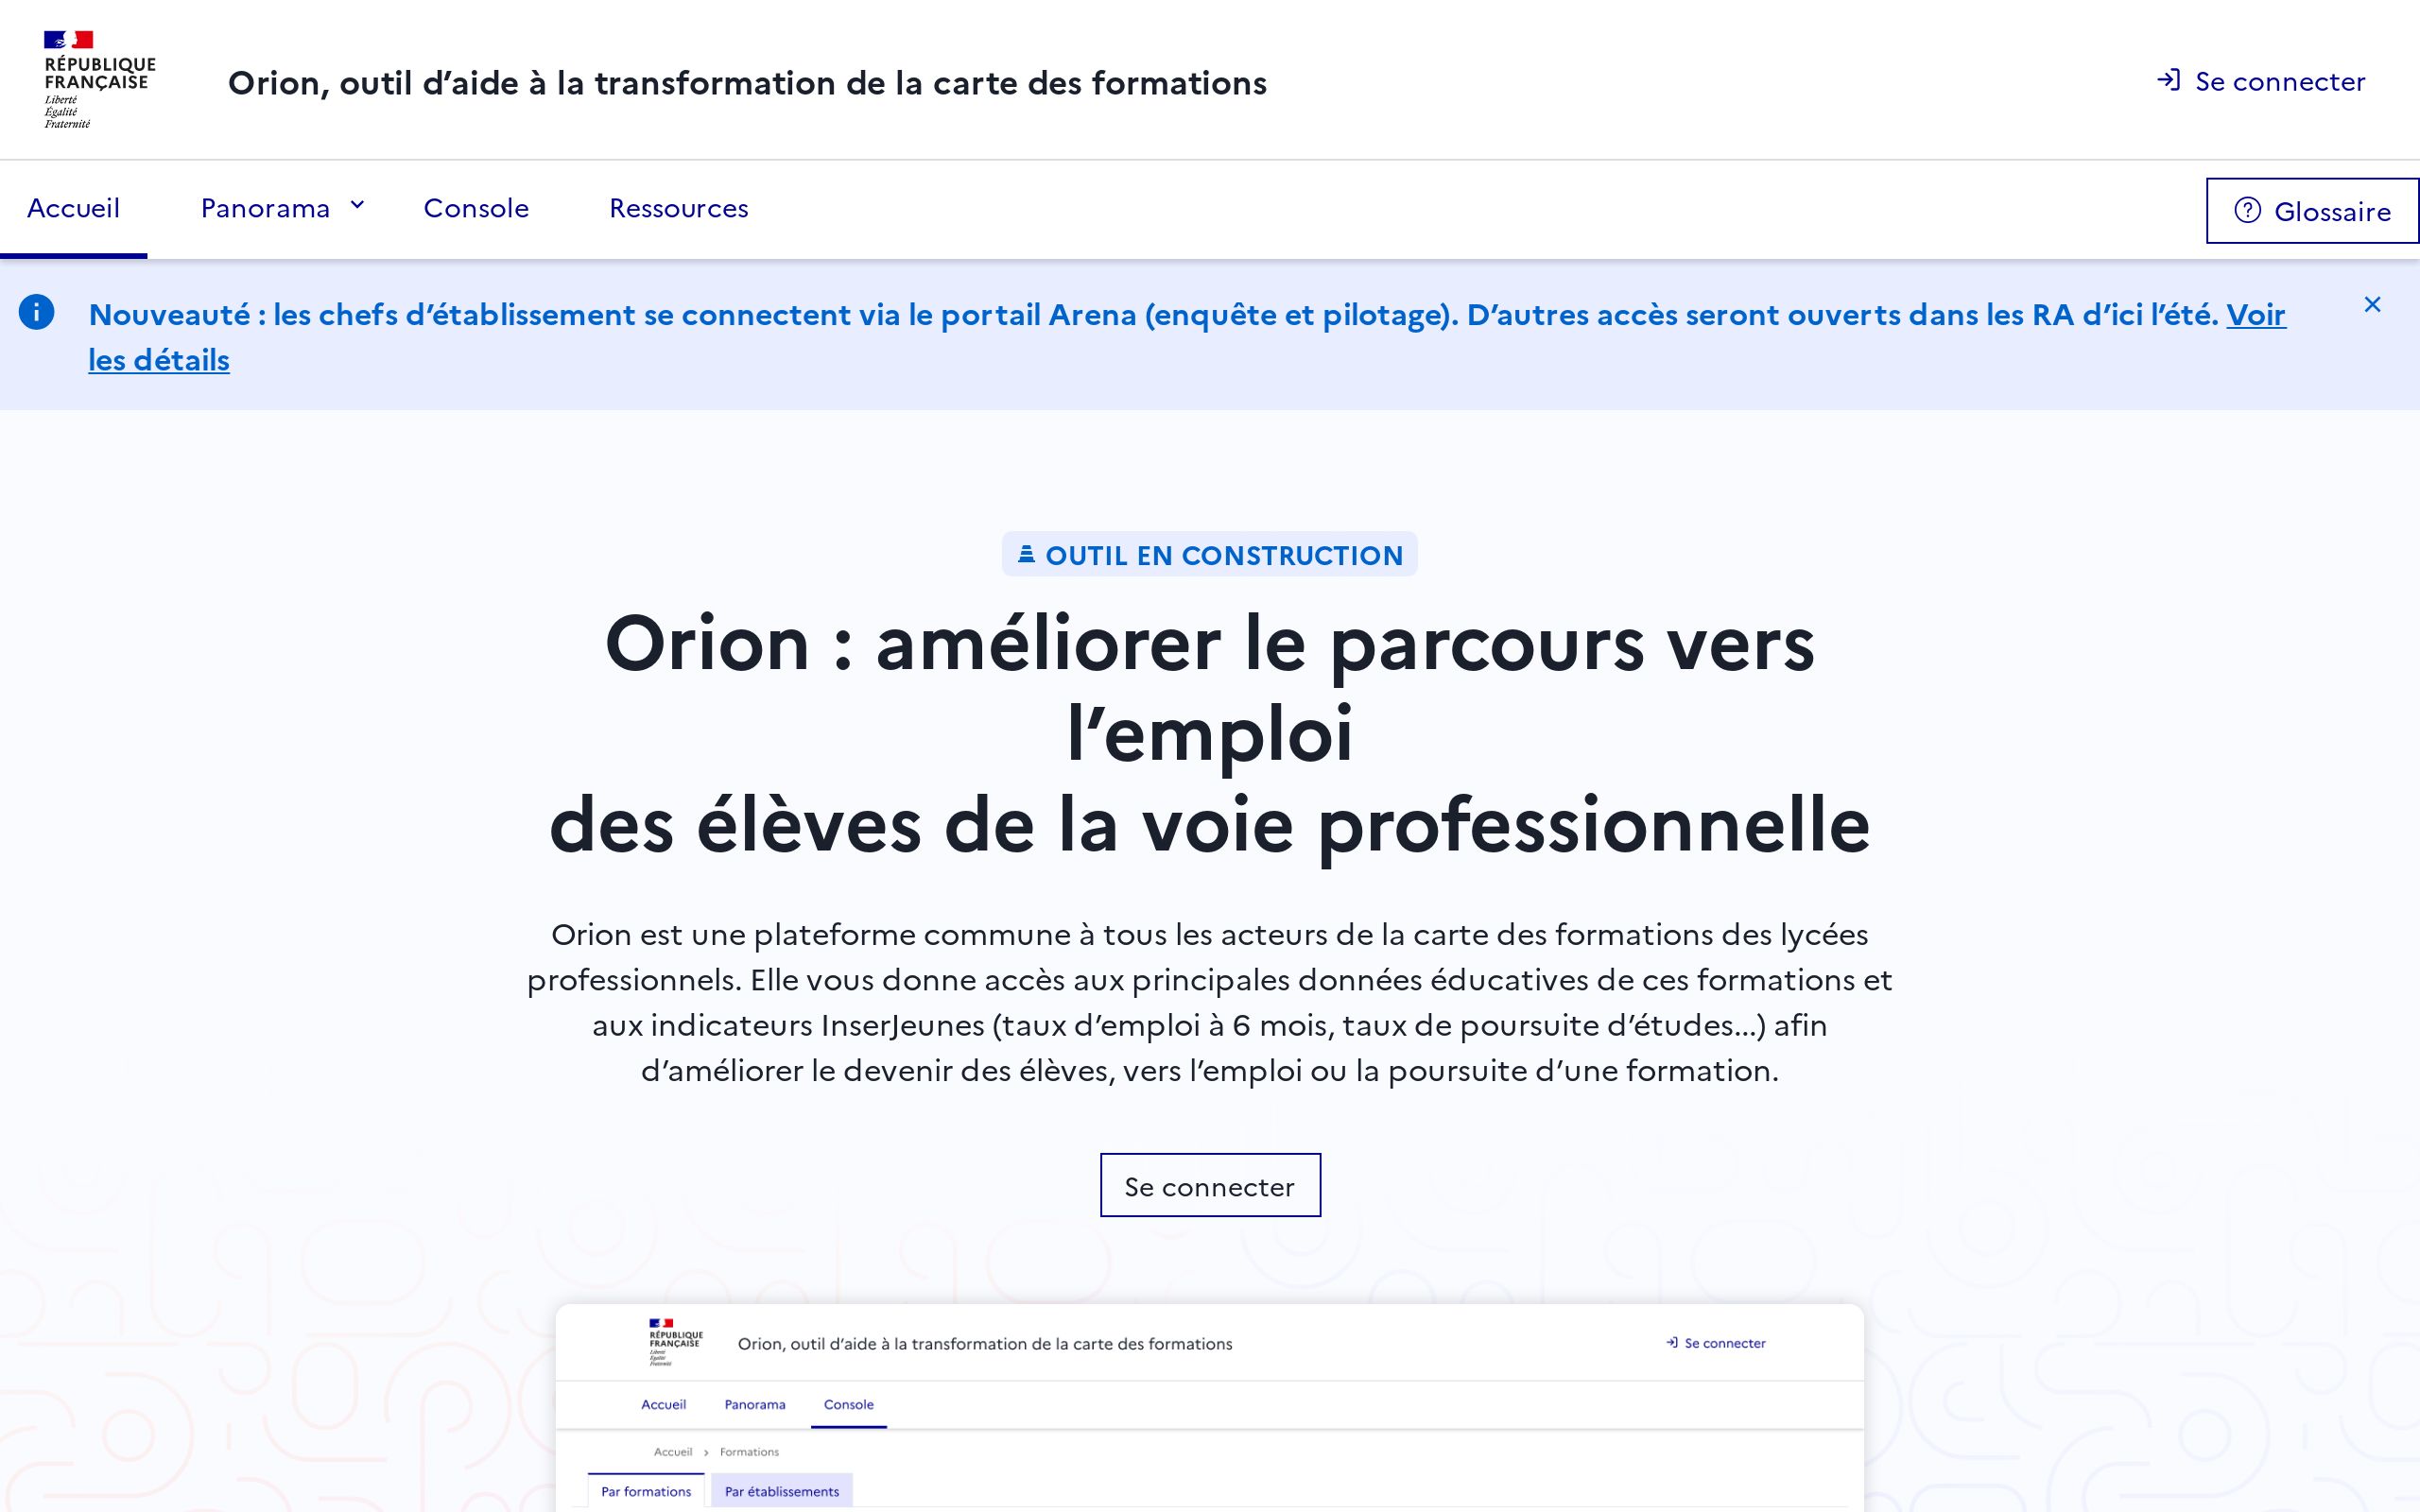 RÉPUBLIQUE
FRANÇAISE
Liberté
Égalité
Fraternité
Orion, outil d’aide à la transformation de la carte des formations
Se connecter
Accueil
Panorama
Console
Ressources
Glossaire
Nouveauté : les chefs d’établissement se connectent via le portail Arena (enquête et pilotage). D’autres accès seront ouverts dans les RA d’ici l’été. Voir
les détails
OUTIL EN CONSTRUCTION
Orion : améliorer le parcours vers
l’emploi
des élèves de la voie professionnelle
Orion est une plateforme commune à tous les acteurs de la carte des formations des lycées
professionnels. Elle vous donne accès aux principales données éducatives de ces formations et
aux indicateurs InserJeunes (taux d’emploi à 6 mois, taux de poursuite d’études...) afin
d’améliorer le devenir des élèves, vers l’emploi ou la poursuite d’une formation.
Se connecter
RÉPUBLIQUE
FRANÇAISE
Liberté
Égalité
Fraternité
Orion, outil d’aide à la transformation de la carte des formations
Se connecter
Accueil
Panorama
Console
Accueil > Formations
Par formations
Par établissements